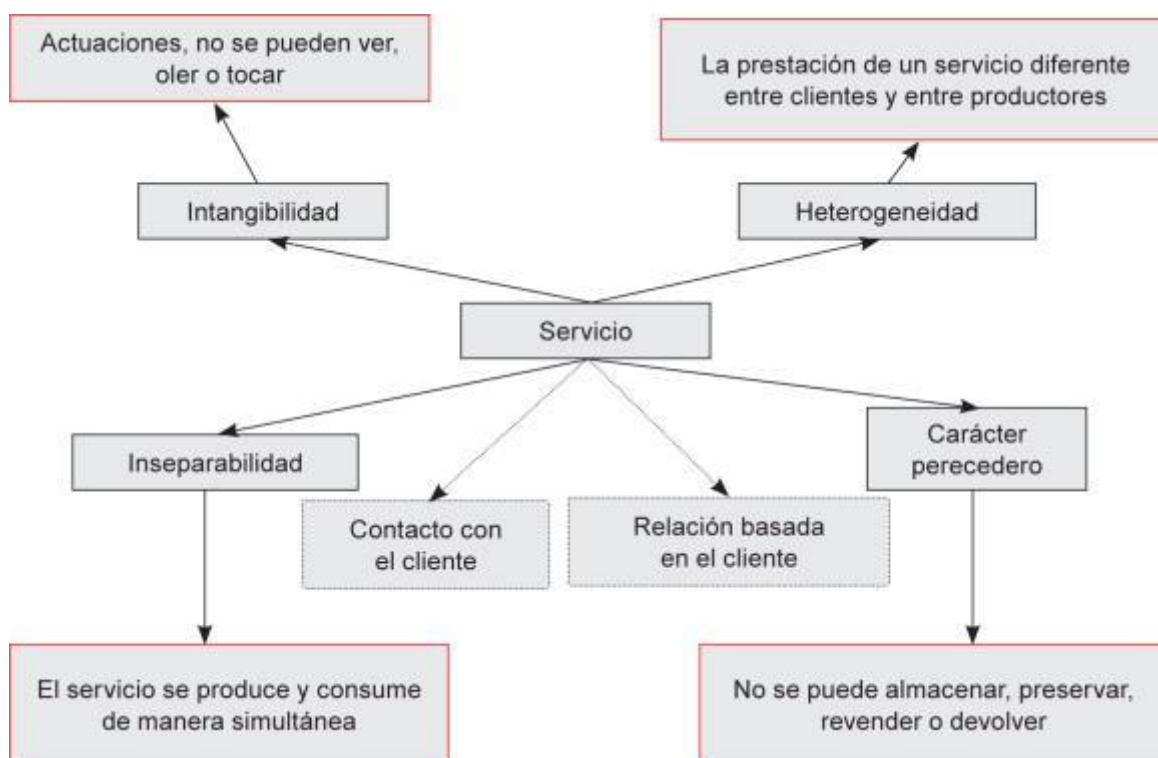 Actuaciones, no se pueden ver,
oler o tocar
La prestación de un servicio diferente
entre clientes y entre productores
Intangibilidad
Heterogeneidad
Servicio
Inseparabilidad
Carácter
perecedero
Contacto con
el cliente
Relación basada
en el cliente
El servicio se produce y consume
de manera simultánea
No se puede almacenar, preservar,
revender o devolver